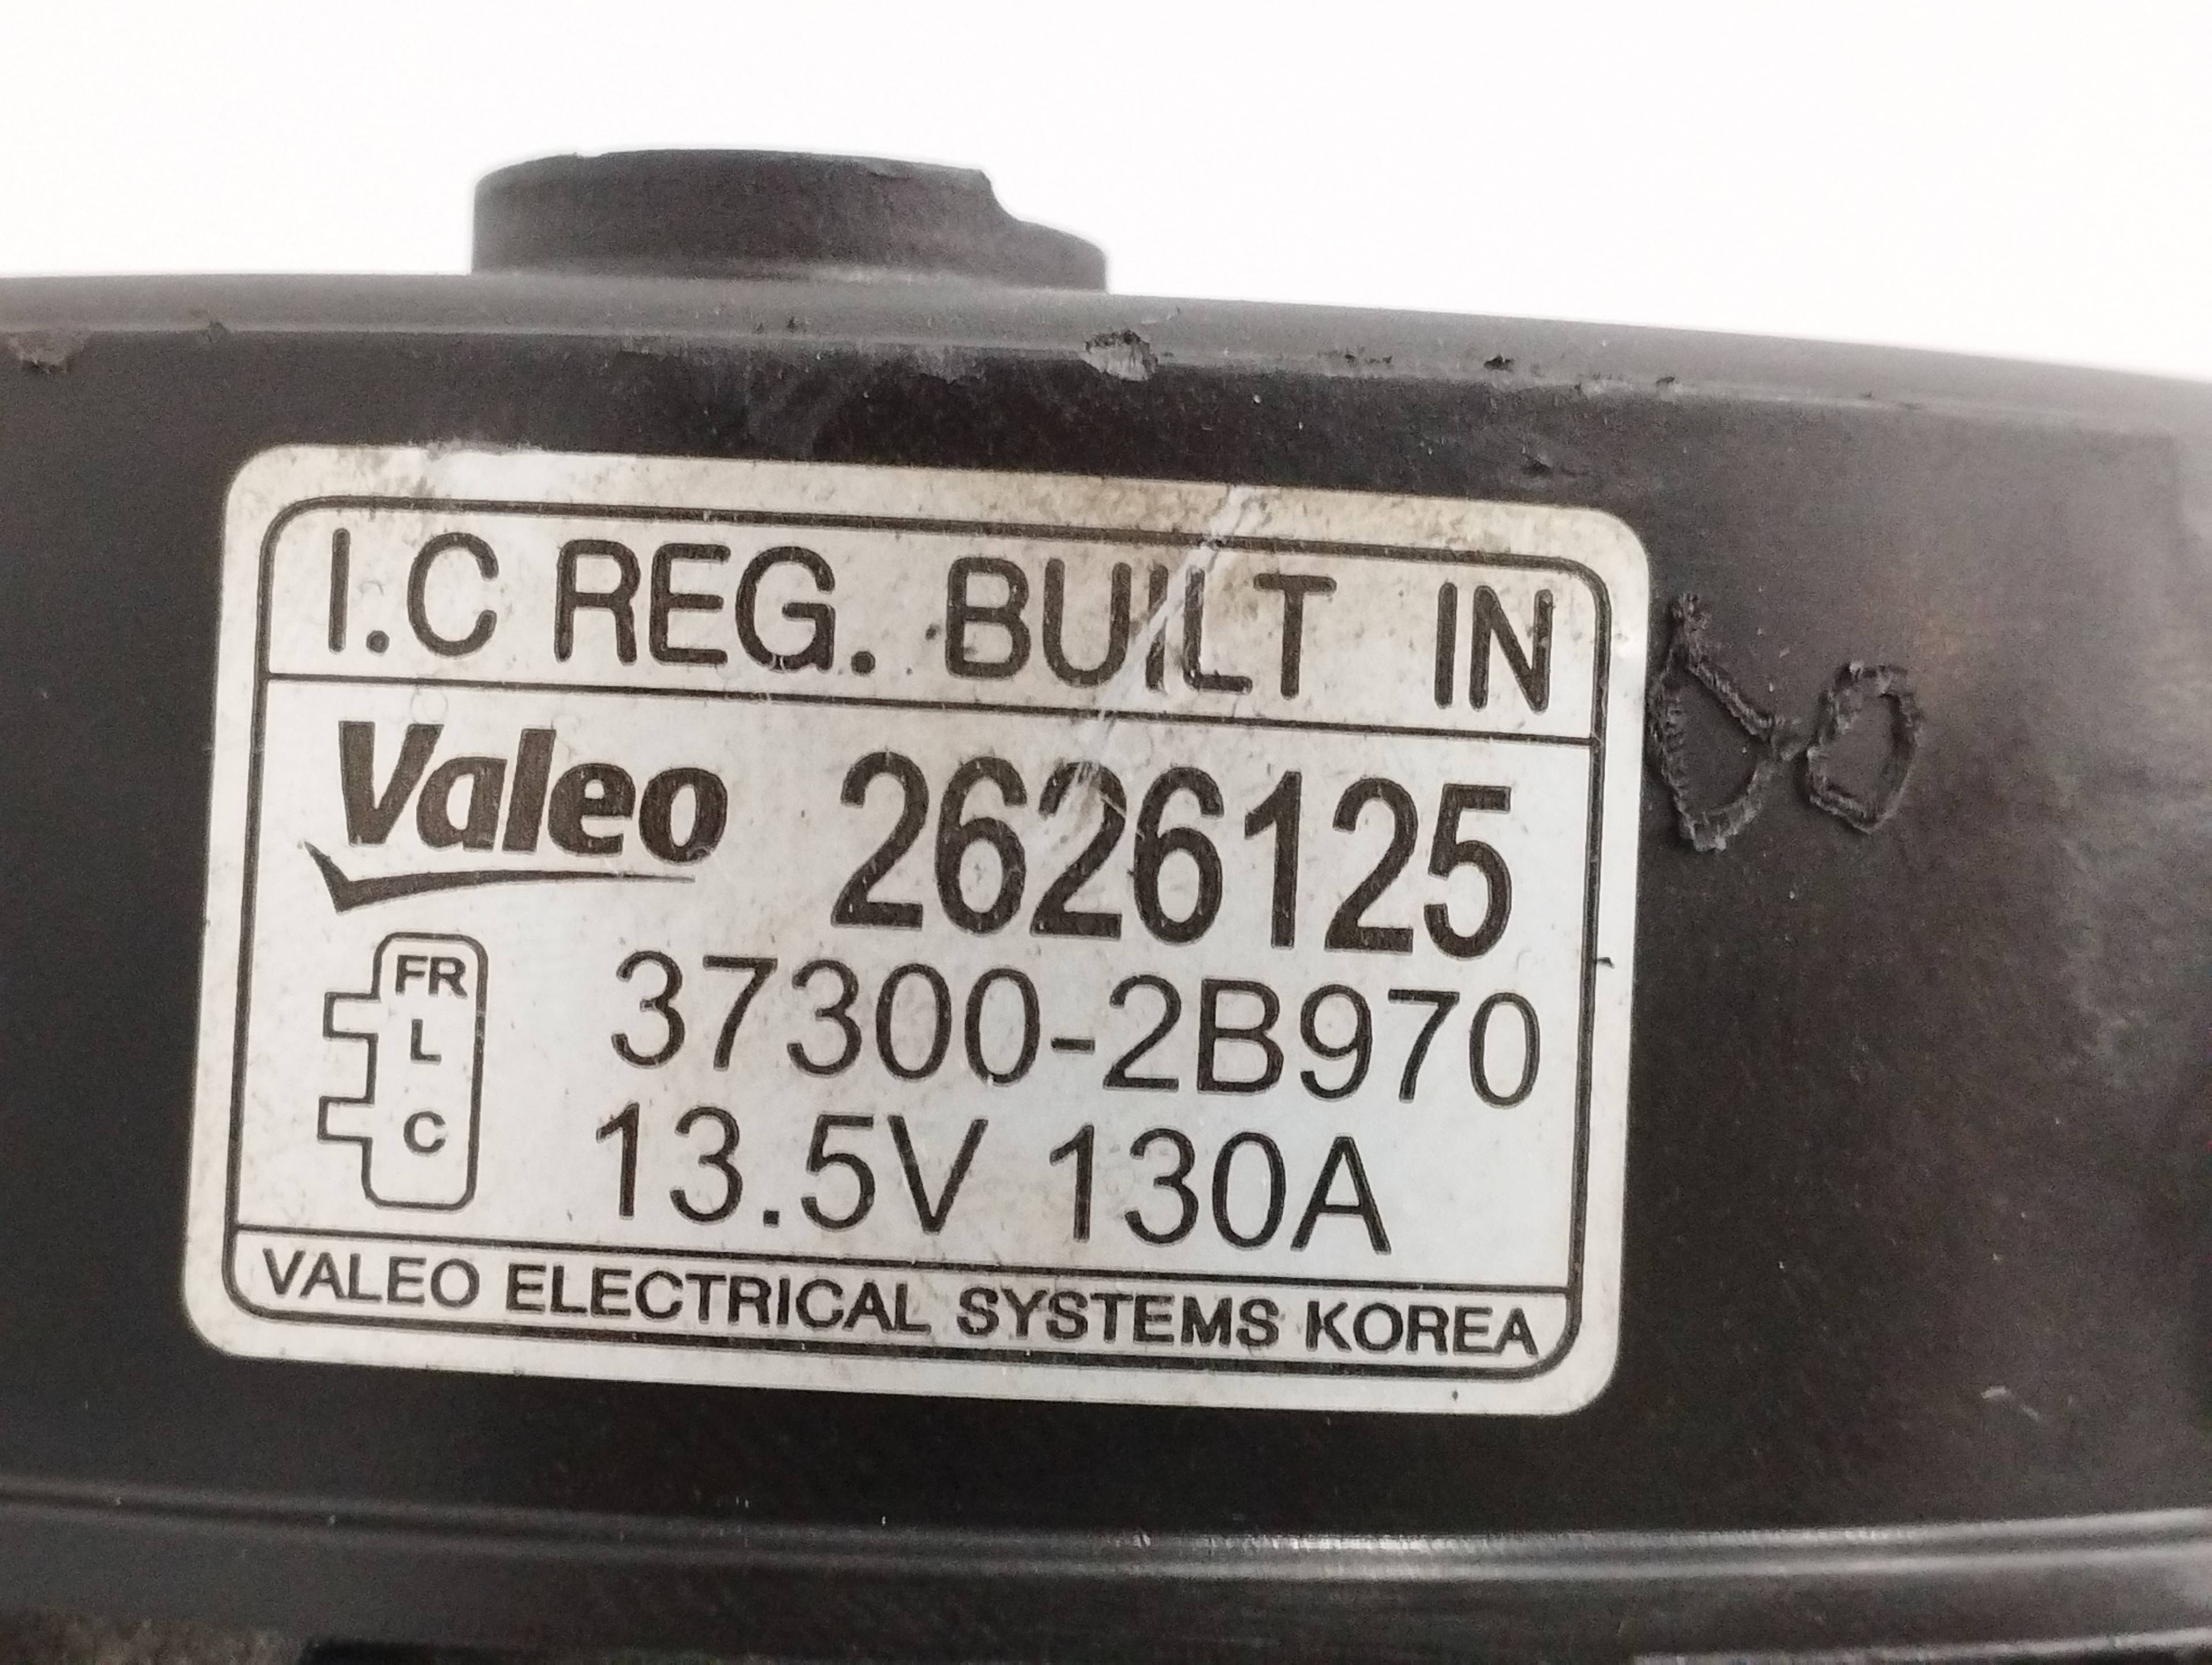 I.C REG. BUILT IN
Valeo 2626125
FR
L
C
37300-2B970
13.5V 130A
VALEO ELECTRICAL SYSTEMS KOREA